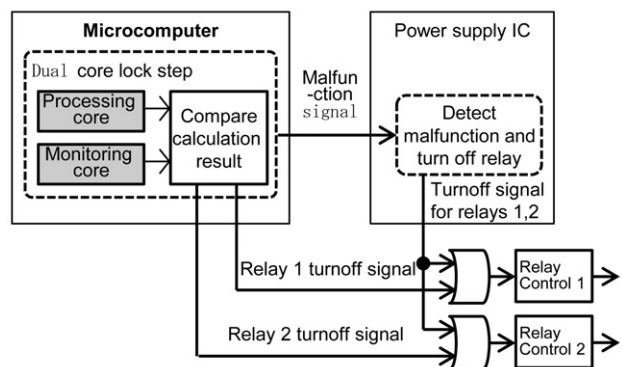 Microcomputer
Dual core lock step
Processing
core
Monitoring
core
Compare
calculation
result
Malfun
-ction
signal
Power supply IC
Detect
malfunction and
turn off relay
Turnoff signal
for relays 1,2
Relay 1 turnoff signal
Relay
Control 1
Relay 2 turnoff signal
Relay
Control 2